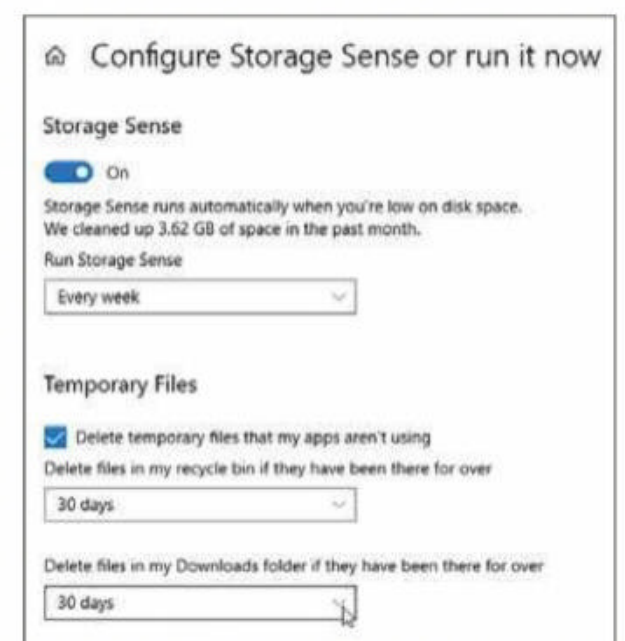 Configure Storage Sense or run it now
Storage Sense
On
Storage Sense runs automatically when you're low on disk space.
We cleaned up 3.62 GB of space in the past month.
Run Storage Sense
Every week
Temporary Files
Delete temporary files that my apps aren't using
Delete files in my recycle bin if they have been there for over
30 days
Delete files in my Downloads folder if they have been there for over
30 days